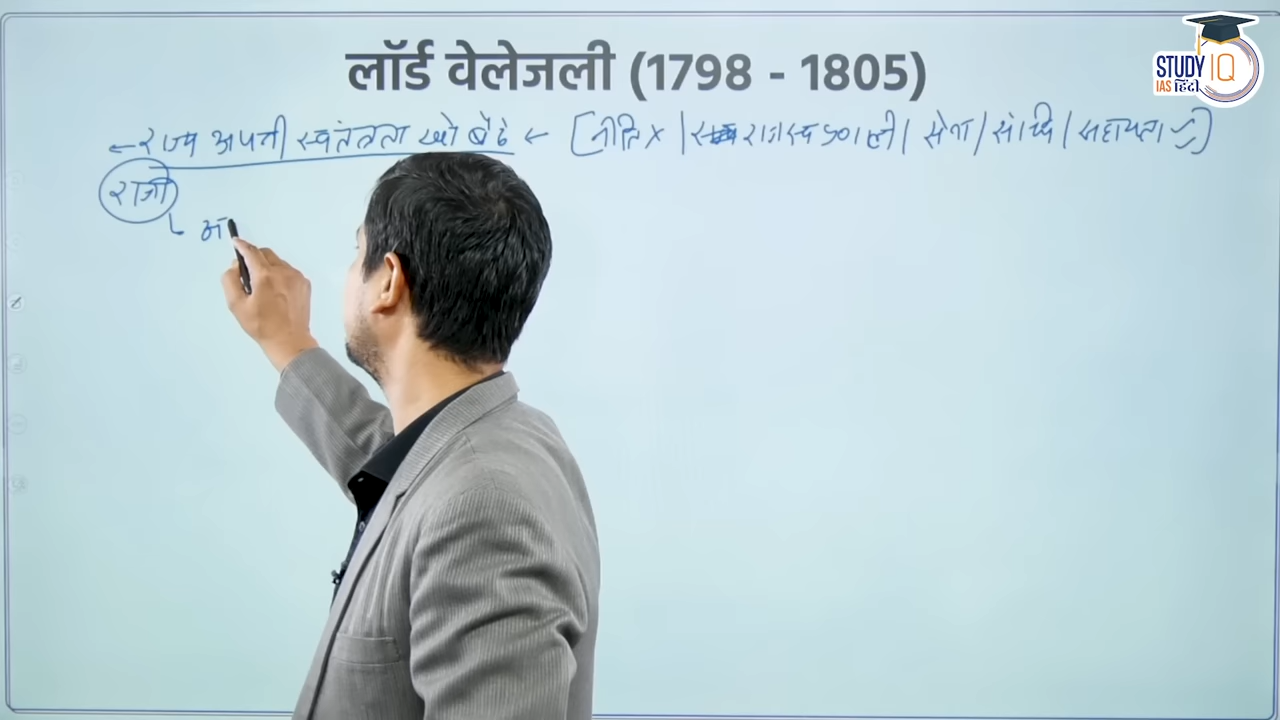 लॉर्ड वेलेजली (1798 - 1805)
STUDY IQ
IAS हिंदी
←राज्य अपनी स्वतंत्रता खो बैठे ← [नीति x | राजस्व प्रणाली | सेना / संधि / सहायता]
राजा